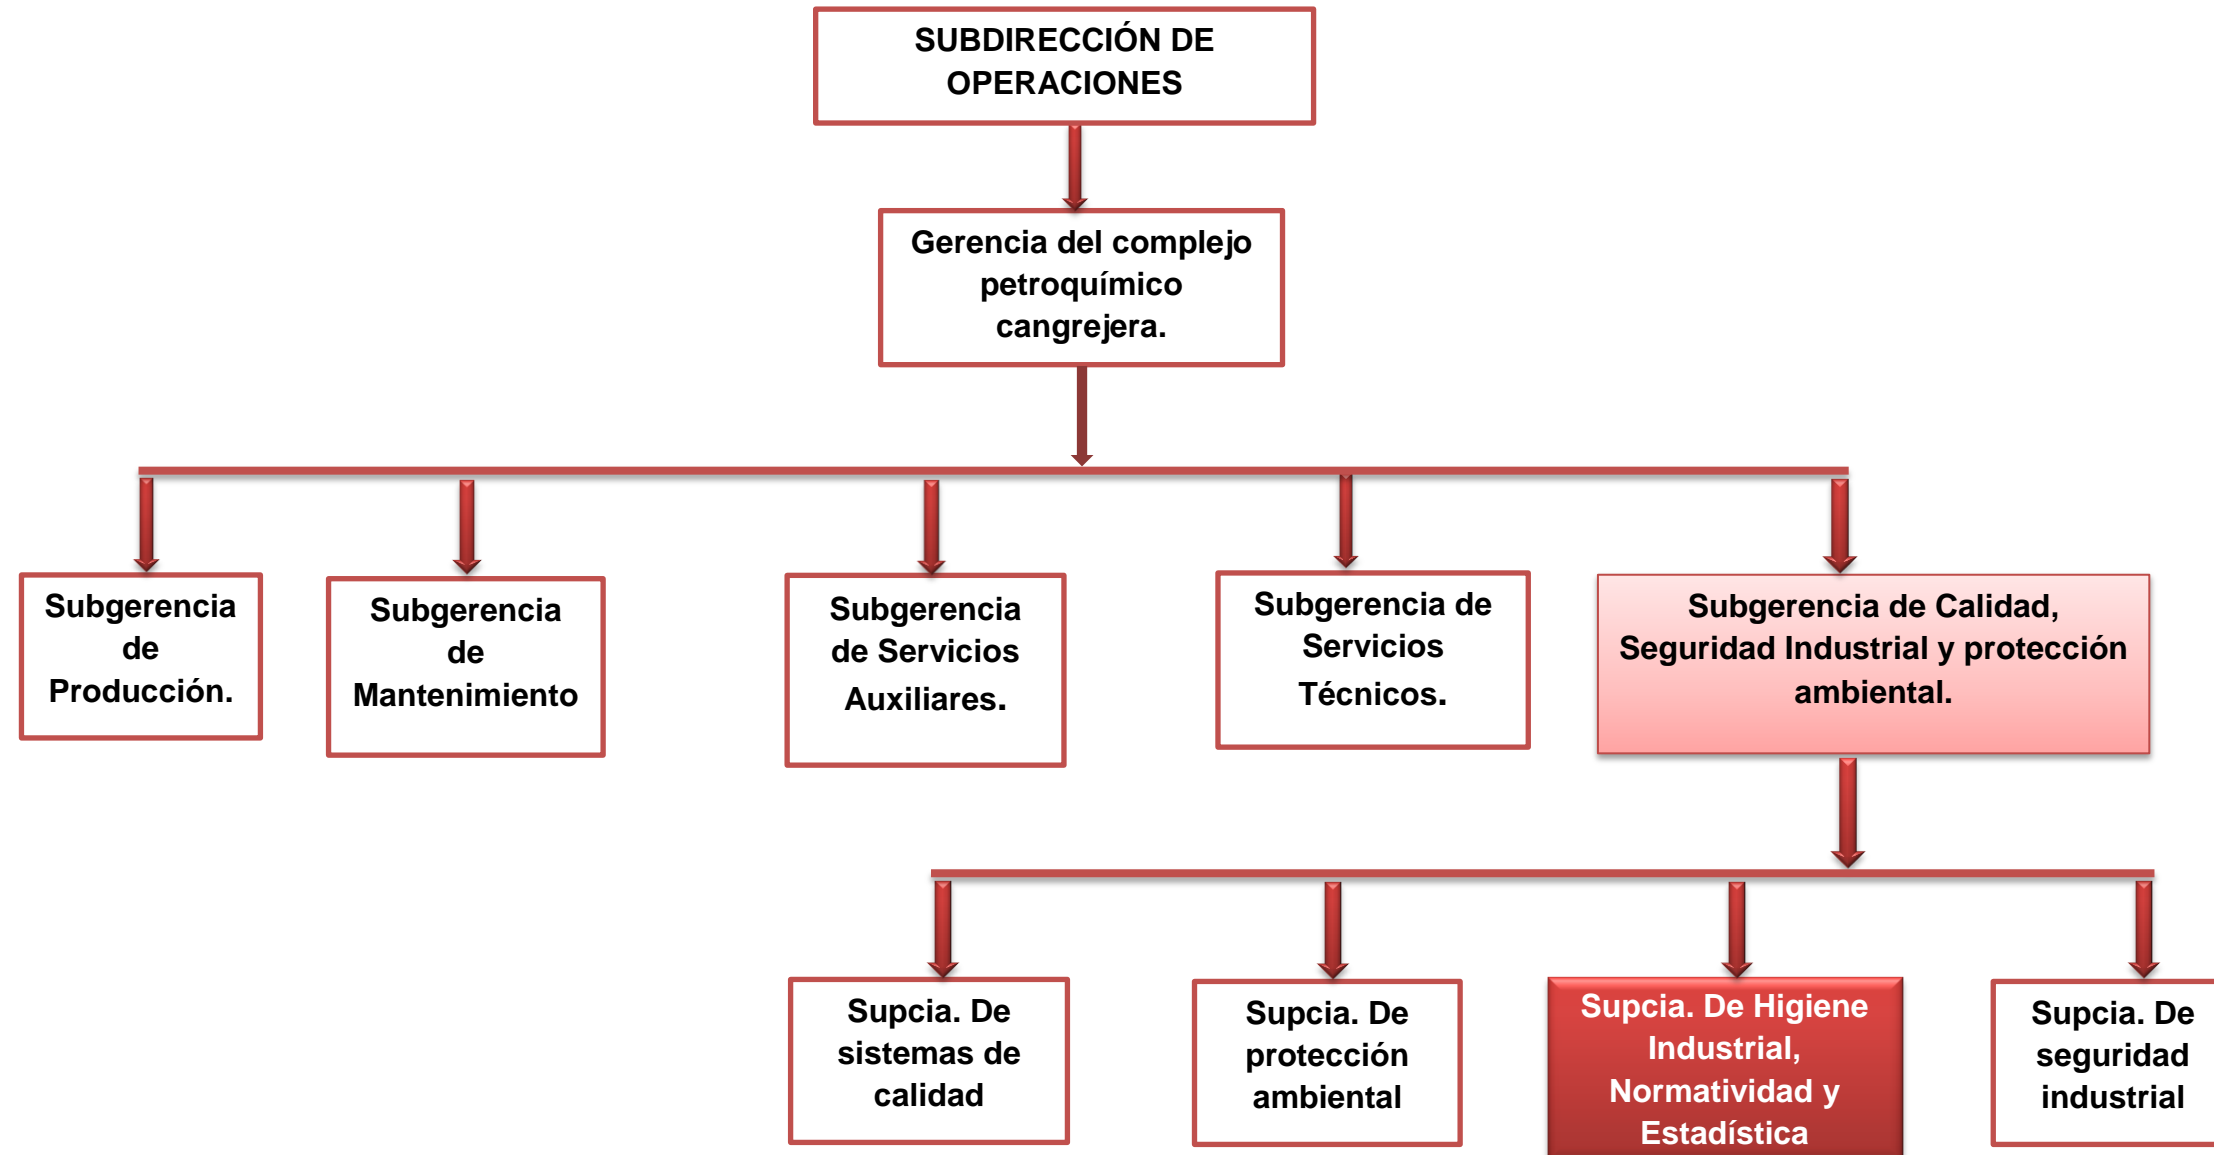 SUBDIRECCIÓN DE
OPERACIONES
Gerencia del complejo
petroquímico
cangrejera.
Subgerencia
de
Producción.
Subgerencia
de
Mantenimiento
Subgerencia
de Servicios
Auxiliares.
Subgerencia de
Servicios
Técnicos.
Subgerencia de Calidad,
Seguridad Industrial y protección
ambiental.
Supcia. De
sistemas de
calidad
Supcia. De
protección
ambiental
Supcia. De Higiene
Industrial,
Normatividad y
Estadística
Supcia. De
seguridad
industrial